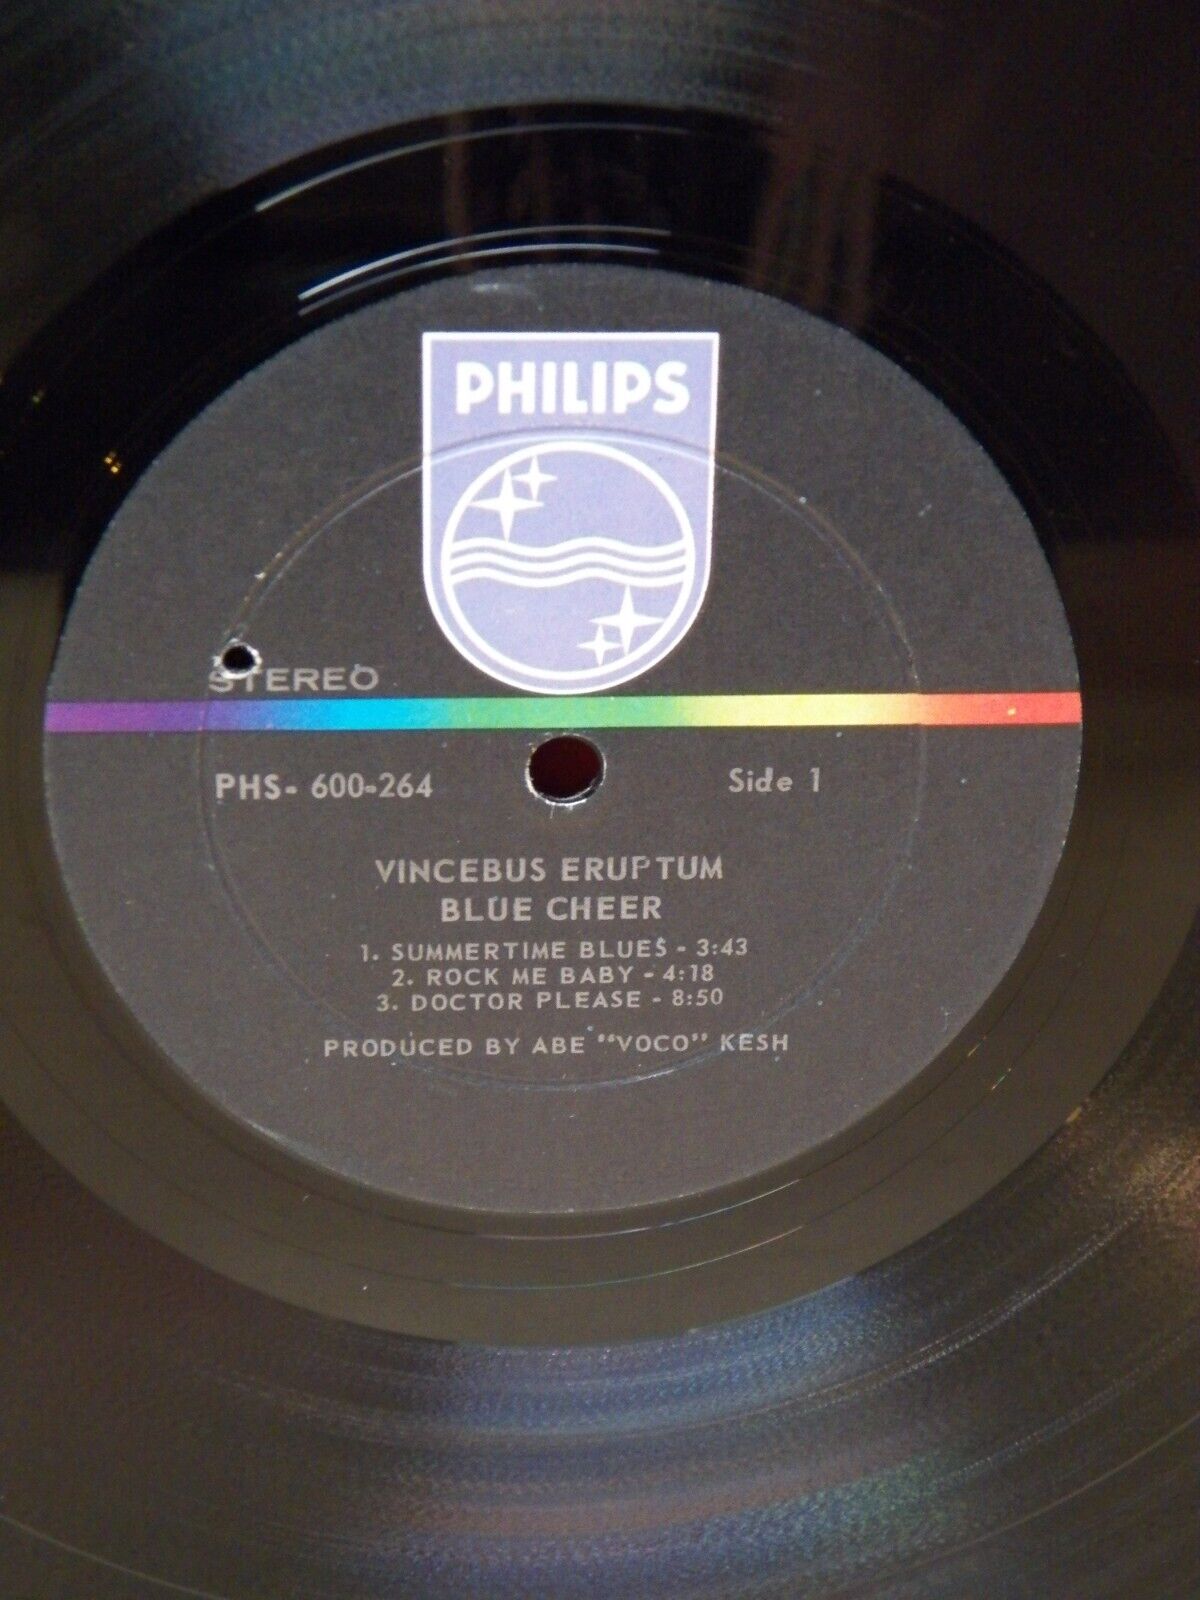 PHILIPS
STEREO
PHS- 600-264
Side 1
VINCEBUS ERUPTUM
BLUE CHEER
1. SUMMERTIME BLUES - 3:43
2. ROCK ME BABY - 4:18
3. DOCTOR PLEASE - 8:50
PRODUCED BY ABE "VOCO" KESH